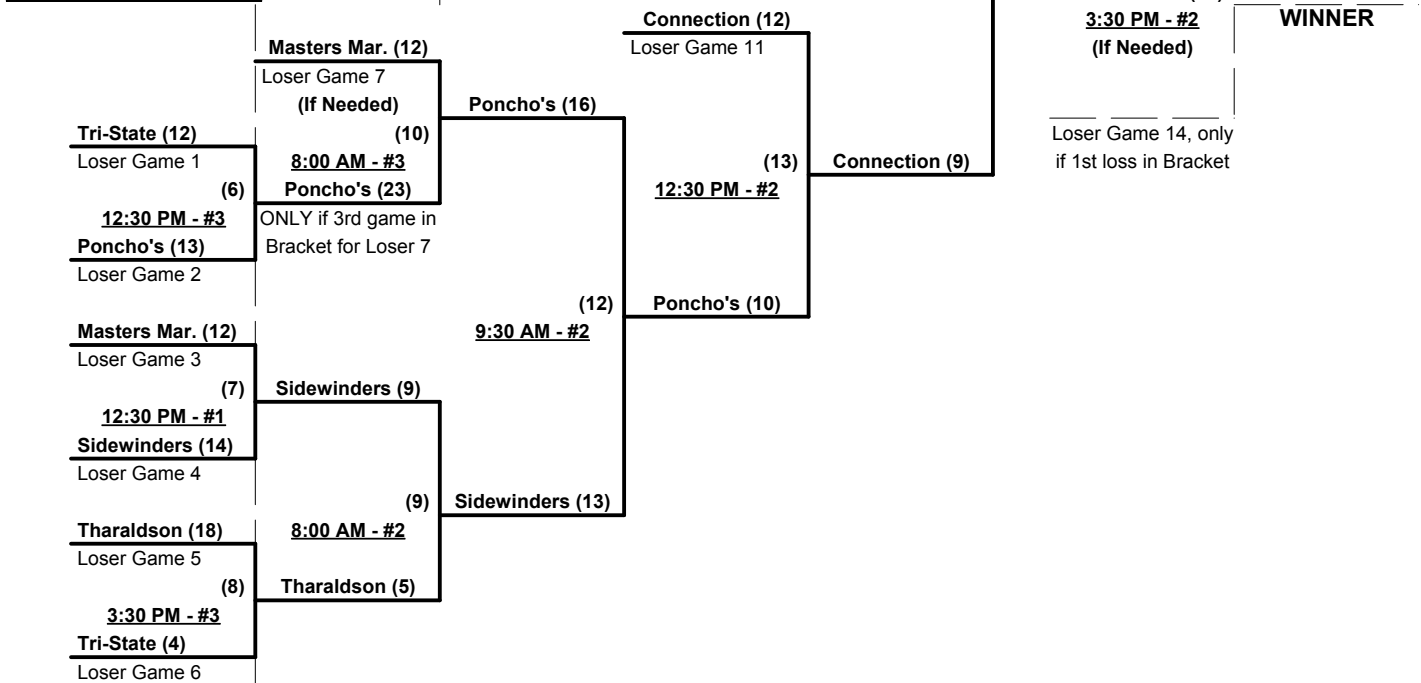 Connection (12)
Loser Game 11
3:30 PM - #2
(If Needed)
WINNER
Masters Mar. (12)
Loser Game 7
(If Needed)
(10)
8:00 AM - #3
Poncho's (23)
ONLY if 3rd game in
Bracket for Loser 7
Poncho's (16)
Tri-State (12)
Loser Game 1
(6)
12:30 PM - #3
Poncho's (13)
Loser Game 2
Loser Game 14, only
if 1st loss in Bracket
(13)
12:30 PM - #2
Connection (9)
(12)
9:30 AM - #2
Poncho's (10)
Masters Mar. (12)
Loser Game 3
(7)
12:30 PM - #1
Sidewinders (14)
Loser Game 4
Sidewinders (9)
(9)
8:00 AM - #2
Sidewinders (13)
Tharaldson (18)
Loser Game 5
(8)
3:30 PM - #3
Tri-State (4)
Loser Game 6
Tharaldson (5)